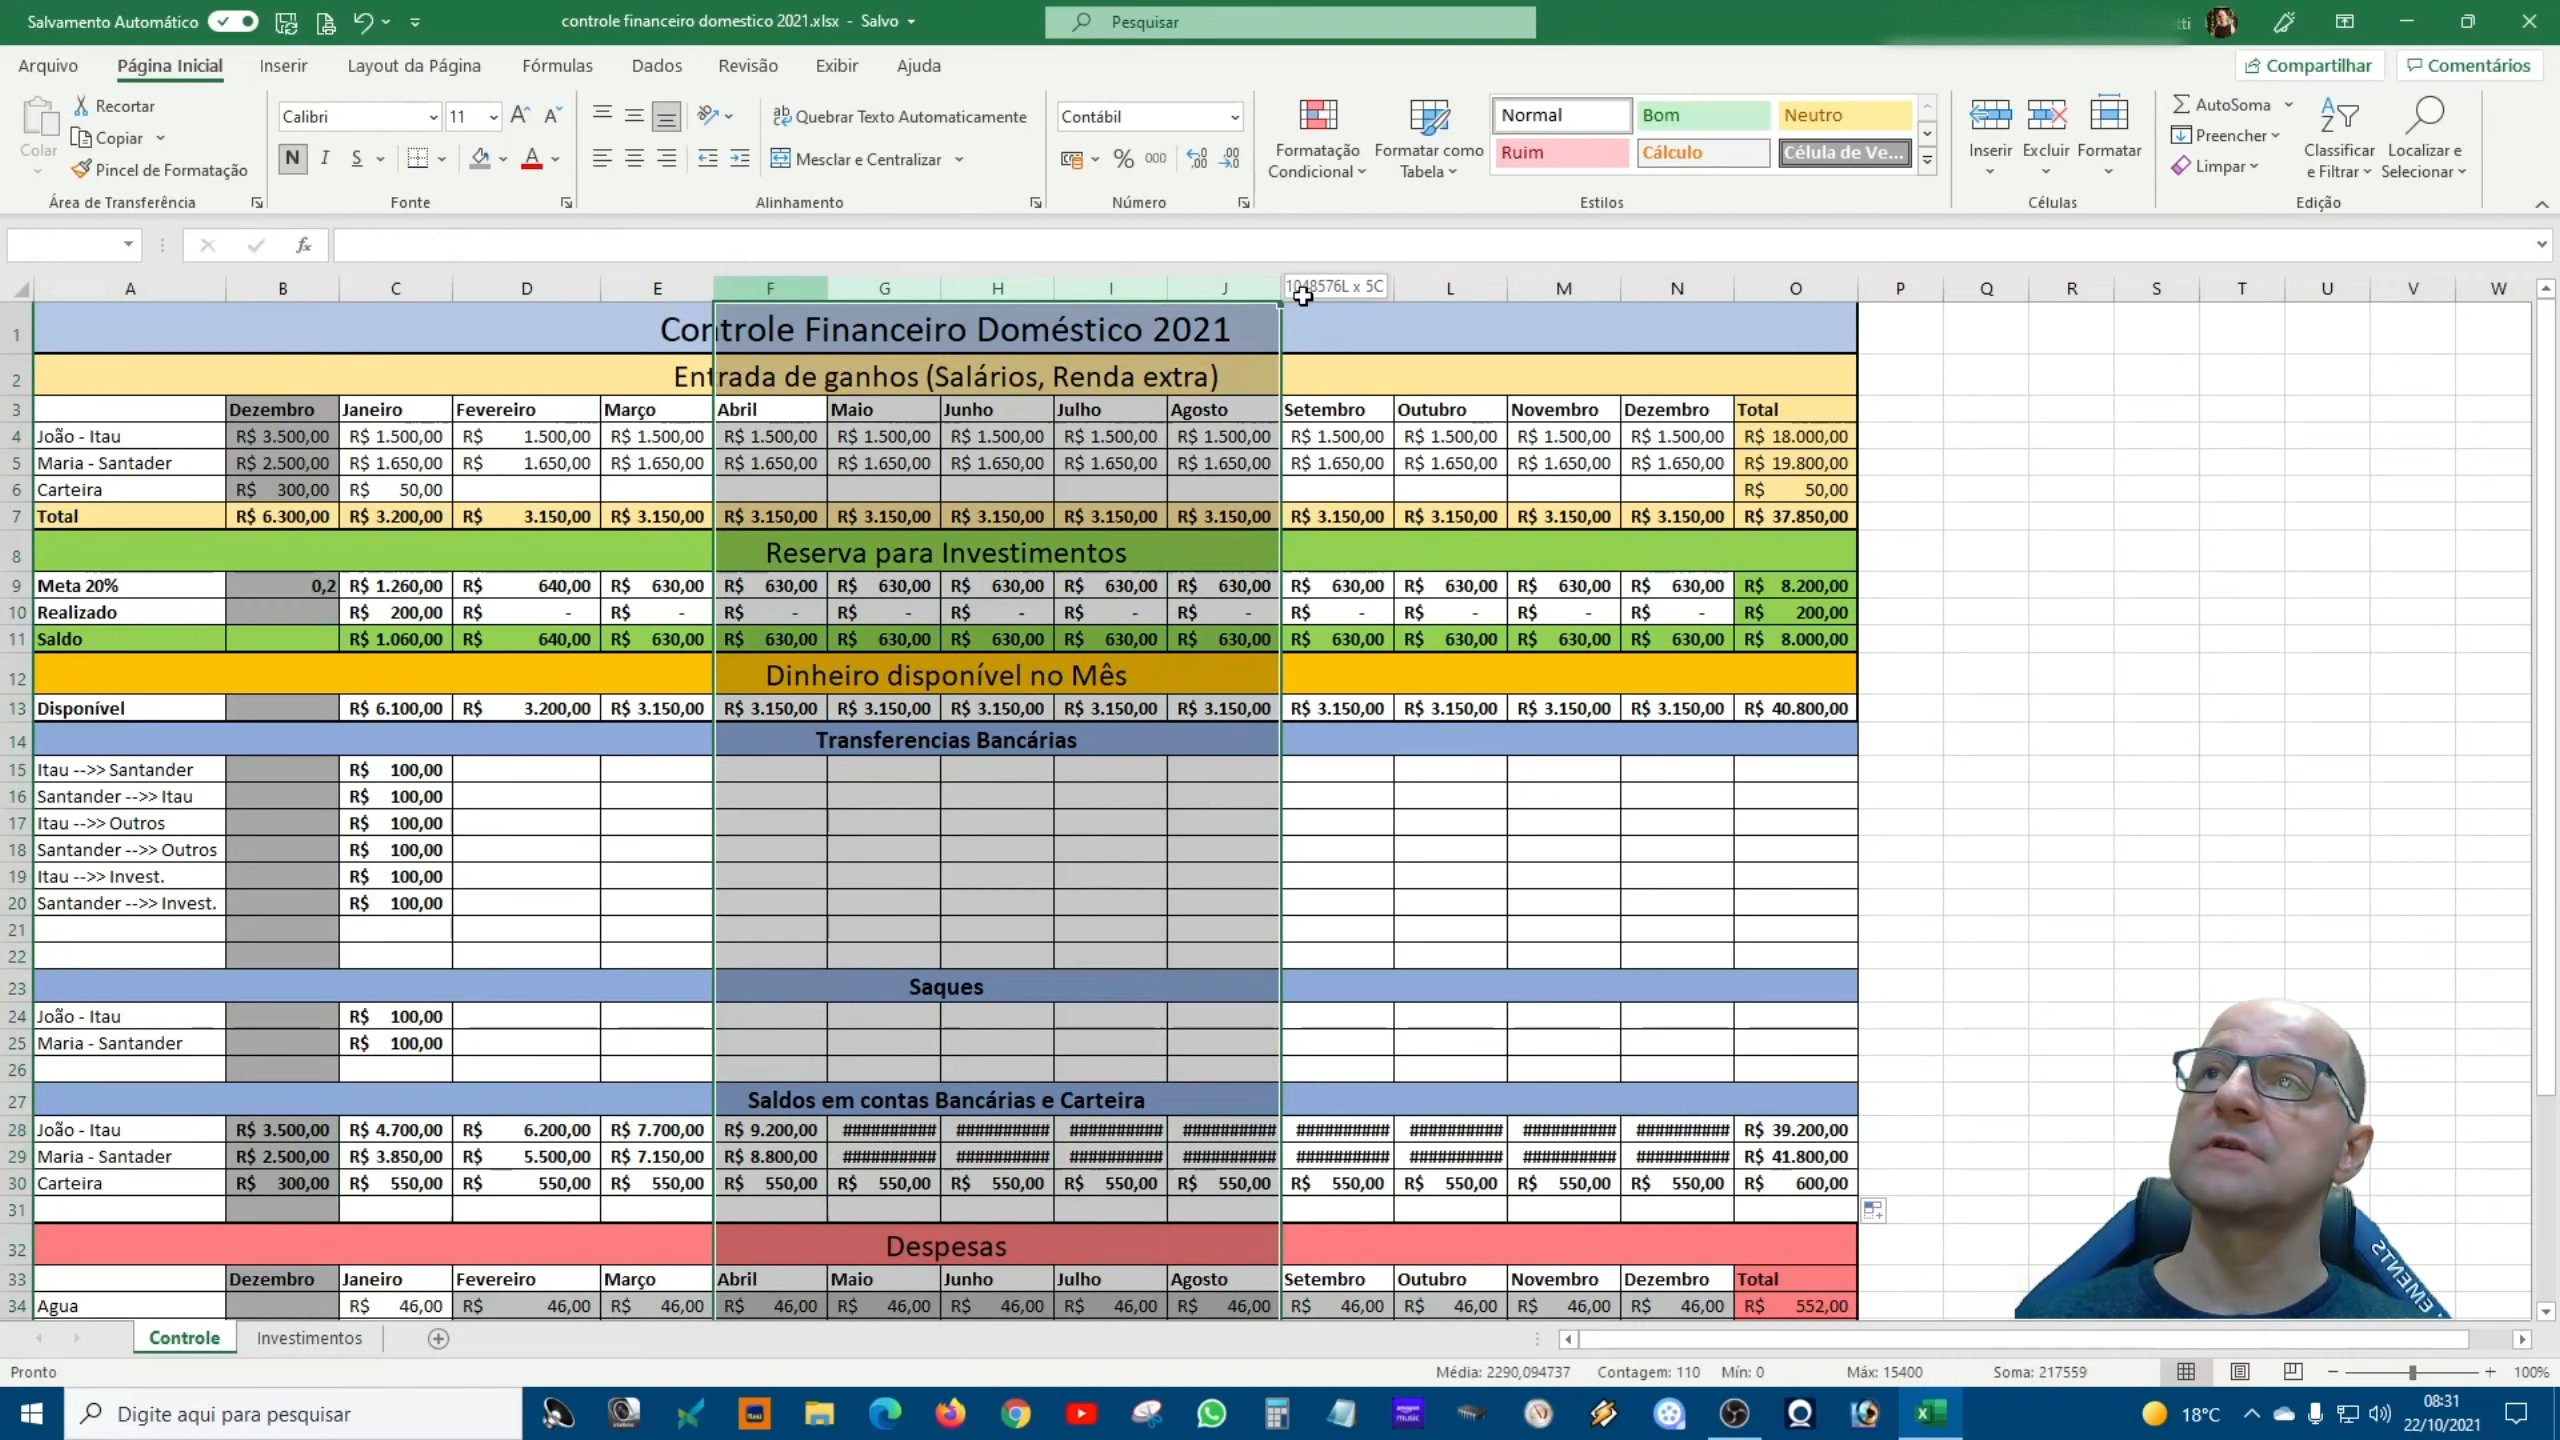 Salvamento Automático
controle financeiro domestico 2021.xlsx - Salvo
Pesquisar
tti
Arquivo Página Inicial Inserir Layout da Página Fórmulas Dados Revisão Exibir Ajuda Compartilhar Comentários
Colar Recortar Copiar Pincel de Formatação
Calibri 11 N I S
Quebrar Texto Automaticamente
Mesclar e Centralizar
Contábil % 000
Formatação Condicional Formatar como Tabela
Normal Bom Neutro
Ruim Cálculo Célula de Ve...
Inserir Excluir Formatar
AutoSoma Preencher Limpar
Classificar e Filtrar Localizar e Selecionar
Área de Transferência Fonte Alinhamento Número Estilos Células Edição
fx
A B C D E F G H I J 1048576L x 5C L M N O P Q R S T U V W
1 Controle Financeiro Doméstico 2021
2 Entrada de ganhos (Salários, Renda extra)
3 Dezembro Janeiro Fevereiro Março Abril Maio Junho Julho Agosto Setembro Outubro Novembro Dezembro Total
4 João - Itau R$ 3.500,00 R$ 1.500,00 R$ 1.500,00 R$ 1.500,00 R$ 1.500,00 R$ 1.500,00 R$ 1.500,00 R$ 1.500,00 R$ 1.500,00 R$ 1.500,00 R$ 1.500,00 R$ 1.500,00 R$ 1.500,00 R$ 18.000,00
5 Maria - Santader R$ 2.500,00 R$ 1.650,00 R$ 1.650,00 R$ 1.650,00 R$ 1.650,00 R$ 1.650,00 R$ 1.650,00 R$ 1.650,00 R$ 1.650,00 R$ 1.650,00 R$ 1.650,00 R$ 1.650,00 R$ 1.650,00 R$ 19.800,00
6 Carteira R$ 300,00 R$ 50,00 R$ 50,00
7 Total R$ 6.300,00 R$ 3.200,00 R$ 3.150,00 R$ 3.150,00 R$ 3.150,00 R$ 3.150,00 R$ 3.150,00 R$ 3.150,00 R$ 3.150,00 R$ 3.150,00 R$ 3.150,00 R$ 3.150,00 R$ 3.150,00 R$ 37.850,00
8 Reserva para Investimentos
9 Meta 20% 0,2 R$ 1.260,00 R$ 640,00 R$ 630,00 R$ 630,00 R$ 630,00 R$ 630,00 R$ 630,00 R$ 630,00 R$ 630,00 R$ 630,00 R$ 630,00 R$ 630,00 R$ 8.200,00
10 Realizado R$ 200,00 R$ - R$ - R$ - R$ - R$ - R$ - R$ - R$ - R$ - R$ - R$ - R$ 200,00
11 Saldo R$ 1.060,00 R$ 640,00 R$ 630,00 R$ 630,00 R$ 630,00 R$ 630,00 R$ 630,00 R$ 630,00 R$ 630,00 R$ 630,00 R$ 630,00 R$ 630,00 R$ 8.000,00
12 Dinheiro disponível no Mês
13 Disponível R$ 6.100,00 R$ 3.200,00 R$ 3.150,00 R$ 3.150,00 R$ 3.150,00 R$ 3.150,00 R$ 3.150,00 R$ 3.150,00 R$ 3.150,00 R$ 3.150,00 R$ 3.150,00 R$ 3.150,00 R$ 40.800,00
14 Transferencias Bancárias
15 Itau -->> Santander R$ 100,00
16 Santander -->> Itau R$ 100,00
17 Itau -->> Outros R$ 100,00
18 Santander -->> Outros R$ 100,00
19 Itau -->> Invest. R$ 100,00
20 Santander -->> Invest. R$ 100,00
21
22
23 Saques
24 João - Itau R$ 100,00
25 Maria - Santander R$ 100,00
26
27 Saldos em contas Bancárias e Carteira
28 João - Itau R$ 3.500,00 R$ 4.700,00 R$ 6.200,00 R$ 7.700,00 R$ 9.200,00 ########## ########## ########## ########## ########## ########## ########## ########## R$ 39.200,00
29 Maria - Santader R$ 2.500,00 R$ 3.850,00 R$ 5.500,00 R$ 7.150,00 R$ 8.800,00 ########## ########## ########## ########## ########## ########## ########## ########## R$ 41.800,00
30 Carteira R$ 300,00 R$ 550,00 R$ 550,00 R$ 550,00 R$ 550,00 R$ 550,00 R$ 550,00 R$ 550,00 R$ 550,00 R$ 550,00 R$ 550,00 R$ 550,00 R$ 550,00 R$ 600,00
31
32 Despesas
33 Dezembro Janeiro Fevereiro Março Abril Maio Junho Julho Agosto Setembro Outubro Novembro Dezembro Total
34 Agua R$ 46,00 R$ 46,00 R$ 46,00 R$ 46,00 R$ 46,00 R$ 46,00 R$ 46,00 R$ 46,00 R$ 46,00 R$ 46,00 R$ 46,00 R$ 46,00 R$ 552,00
Controle Investimentos
Pronto Média: 2290,094737 Contagem: 110 Mín: 0 Máx: 15400 Soma: 217559 100%
Digite aqui para pesquisar
18°C
08:31
22/10/2021